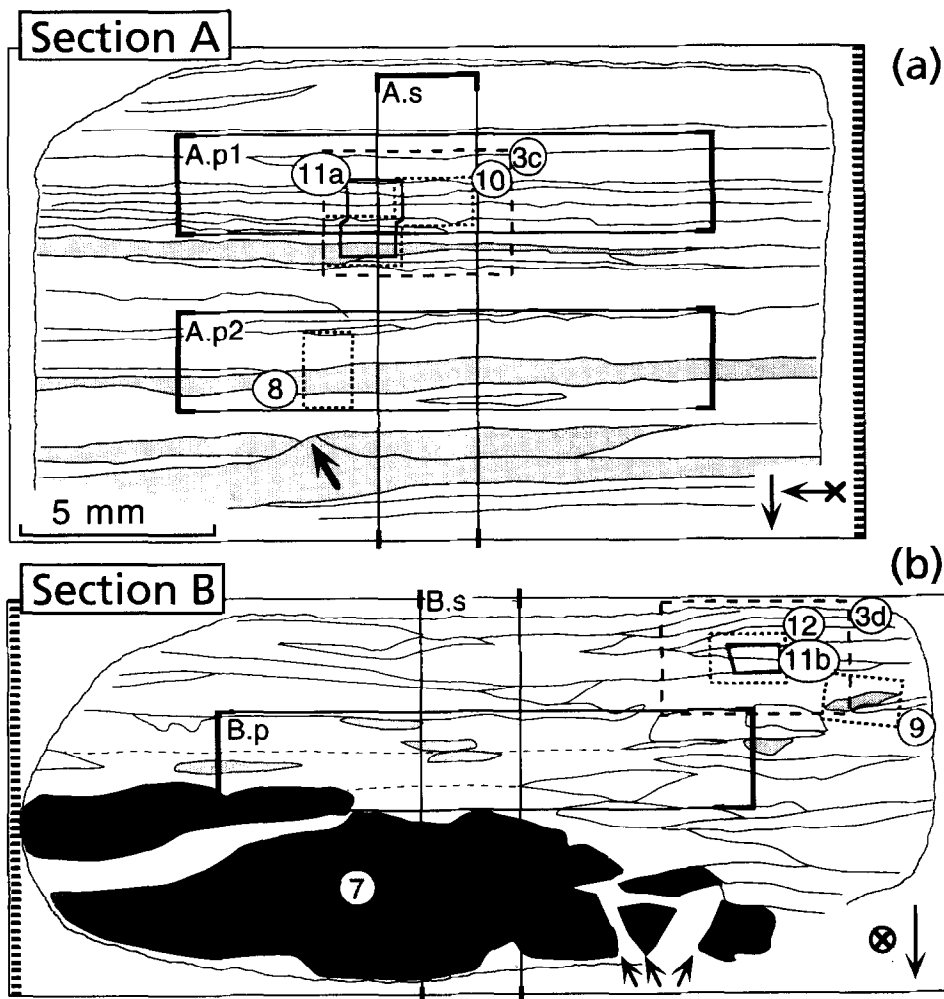 Section A
(a)
A.s
A.p1
3c
11a
10
A.p2
8
5 mm
Section B
(b)
B.s
12
3d
11b
B.p
9
7